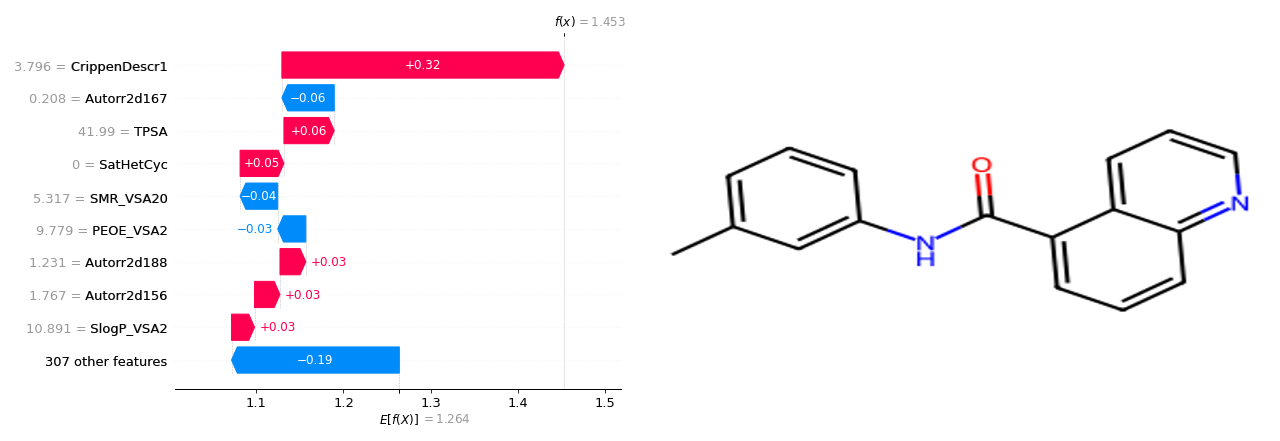 f(x) = 1.453
3.796 = CrippenDescr1 +0.32
0.208 = Autorr2d167 −0.06
41.99 = TPSA +0.06
0 = SatHetCyc +0.05
5.317 = SMR_VSA20 −0.04
9.779 = PEOE_VSA2 −0.03
1.231 = Autorr2d188 +0.03
1.767 = Autorr2d156 +0.03
10.891 = SlogP_VSA2 +0.03
307 other features −0.19
1.1 1.2 1.3 1.4 1.5
E[f(X)] = 1.264
O
N
N
H